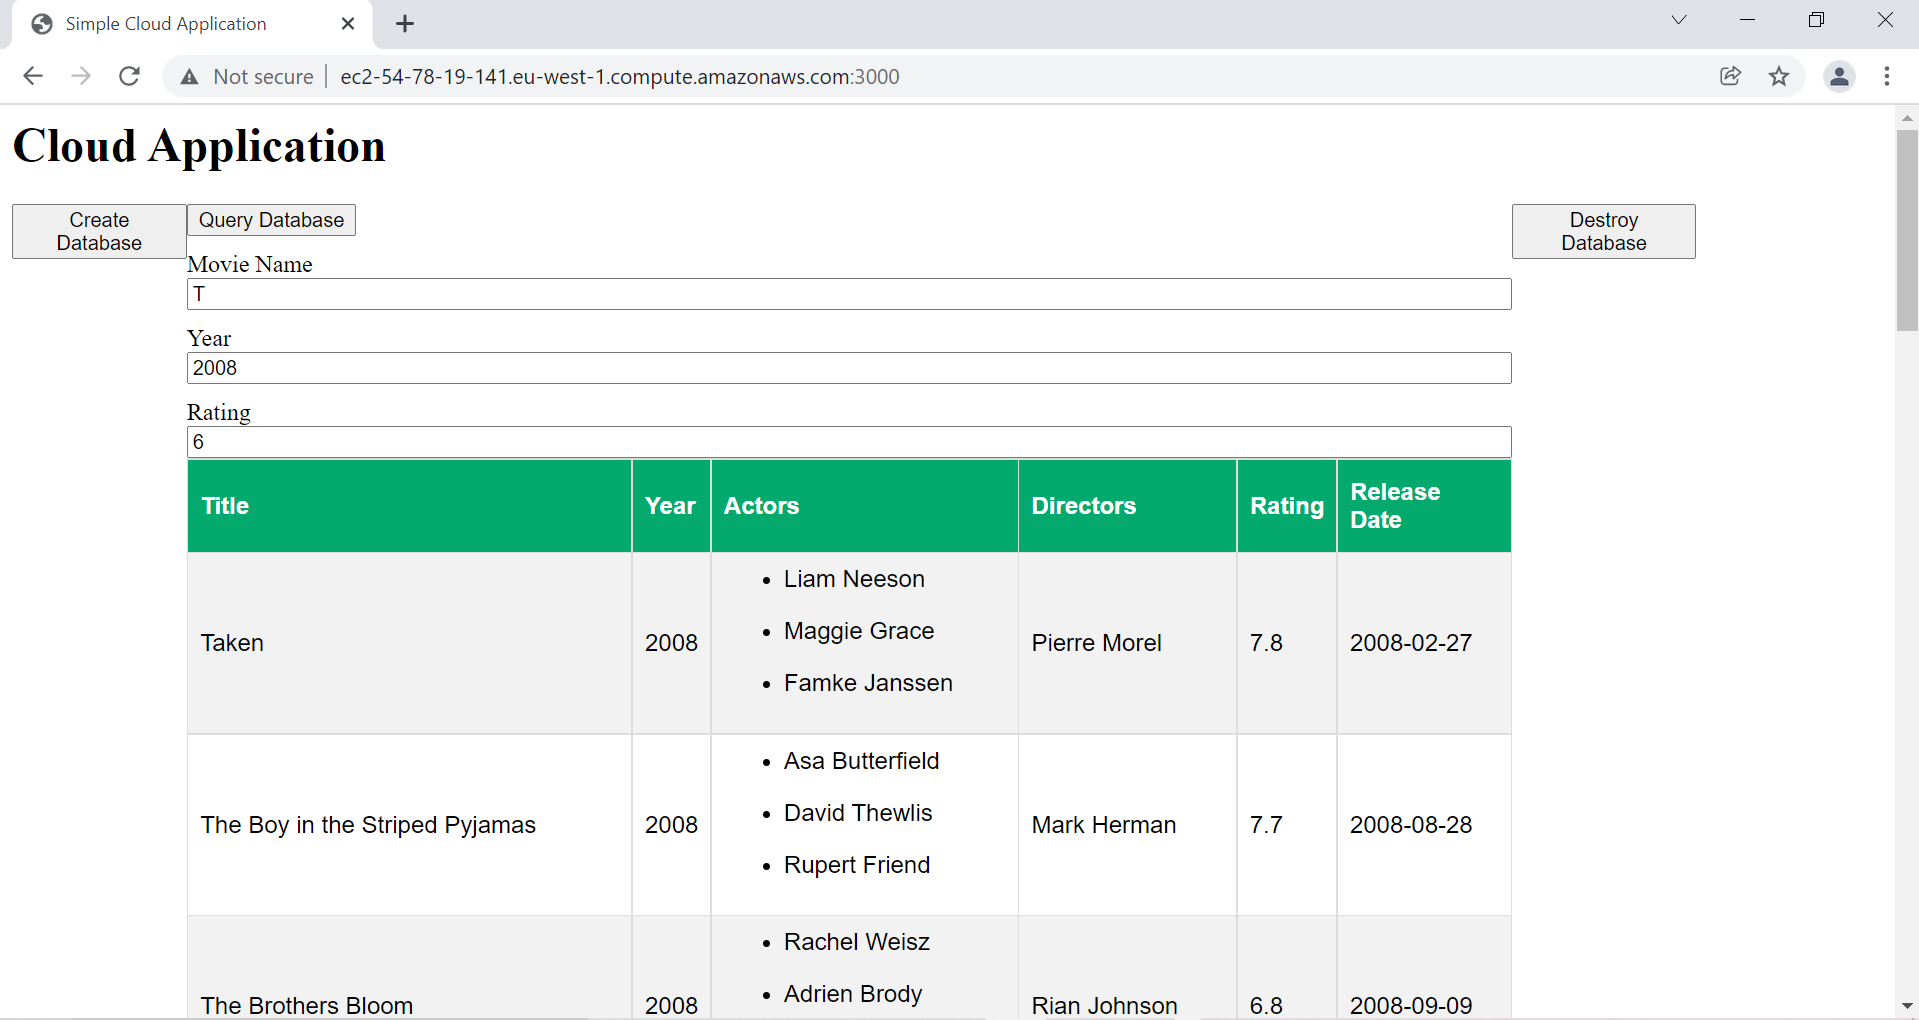 Simple Cloud Application
Not secure
ec2-54-78-19-141.eu-west-1.compute.amazonaws.com:3000
Cloud Application
Create
Database
Query Database
Destroy
Database
Movie Name
T
Year
2008
Rating
6
Title Year Actors Directors Rating Release
Date
Liam Neeson
Maggie Grace
Famke Janssen
Taken 2008 Pierre Morel 7.8 2008-02-27
Asa Butterfield
David Thewlis
Rupert Friend
The Boy in the Striped Pyjamas 2008 Mark Herman 7.7 2008-08-28
Rachel Weisz
Adrien Brody
The Brothers Bloom 2008 Rian Johnson 6.8 2008-09-09